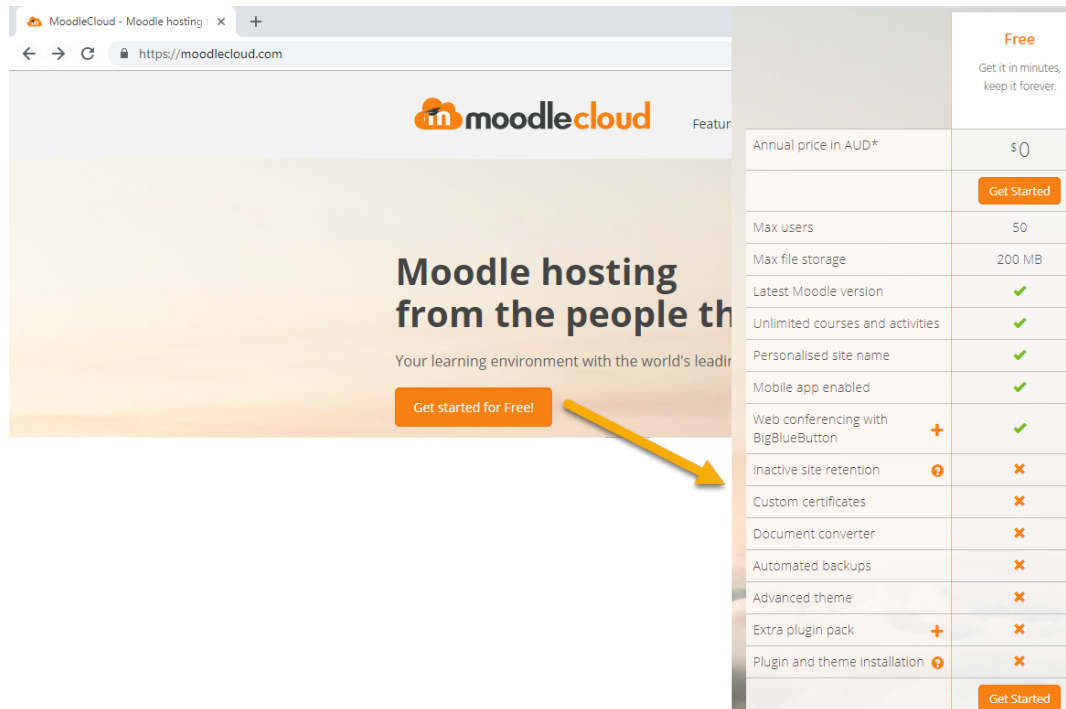 MoodleCloud - Moodle hosting
https://moodlecloud.com
moodlecloud
Featur
Moodle hosting
from the people th
Your learning environment with the world's leadin
Get started for Free!
Free
Get it in minutes,
keep it forever.
Annual price in AUD*
$0
Get Started
Max users
50
Max file storage
200 MB
Latest Moodle version
Unlimited courses and activities
Personalised site name
Mobile app enabled
Web conferencing with
BigBlueButton
Inactive site retention
Custom certificates
Document converter
Automated backups
Advanced theme
Extra plugin pack
Plugin and theme installation
Get Started